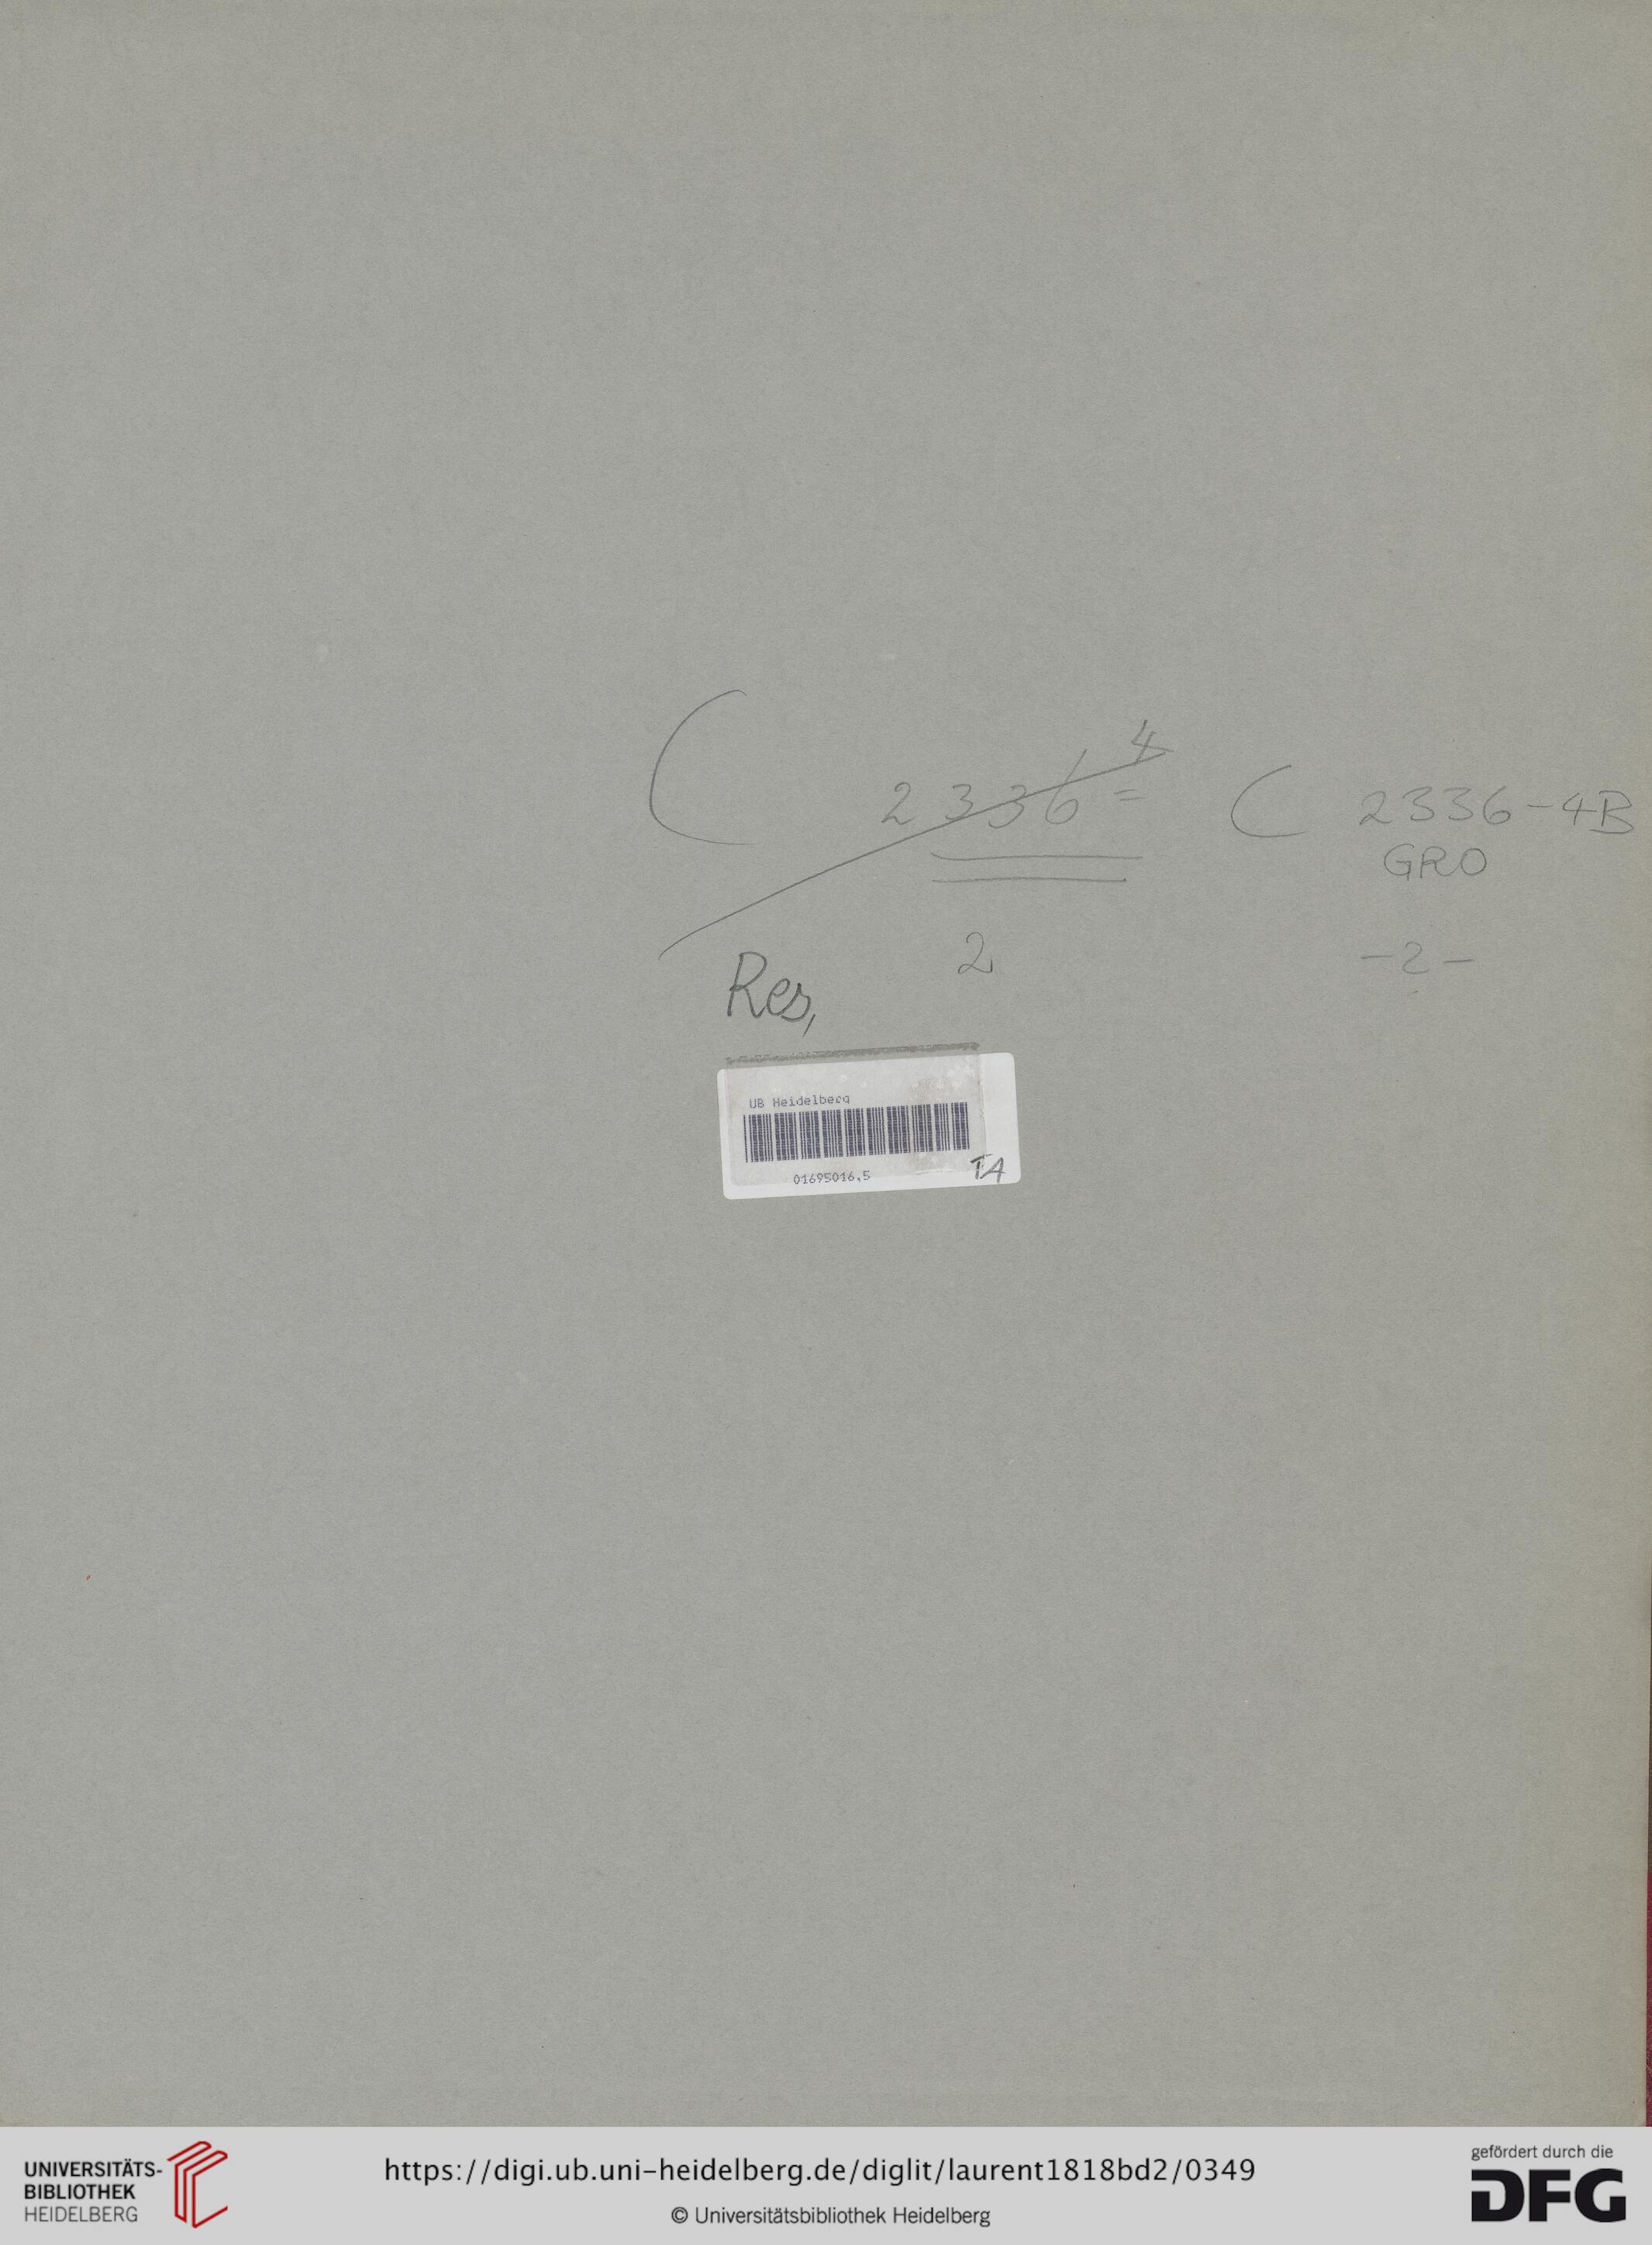 C 2336 4 =
C 2336-4B
GRO
2
-2-
Res,
UB Heidelberg
01695016,5
TA
UNIVERSITÄTS-
BIBLIOTHEK
HEIDELBERG
https://digi.ub.uni-heidelberg.de/diglit/laurent1818bd2/0349
© Universitätsbibliothek Heidelberg
gefördert durch die
DFG